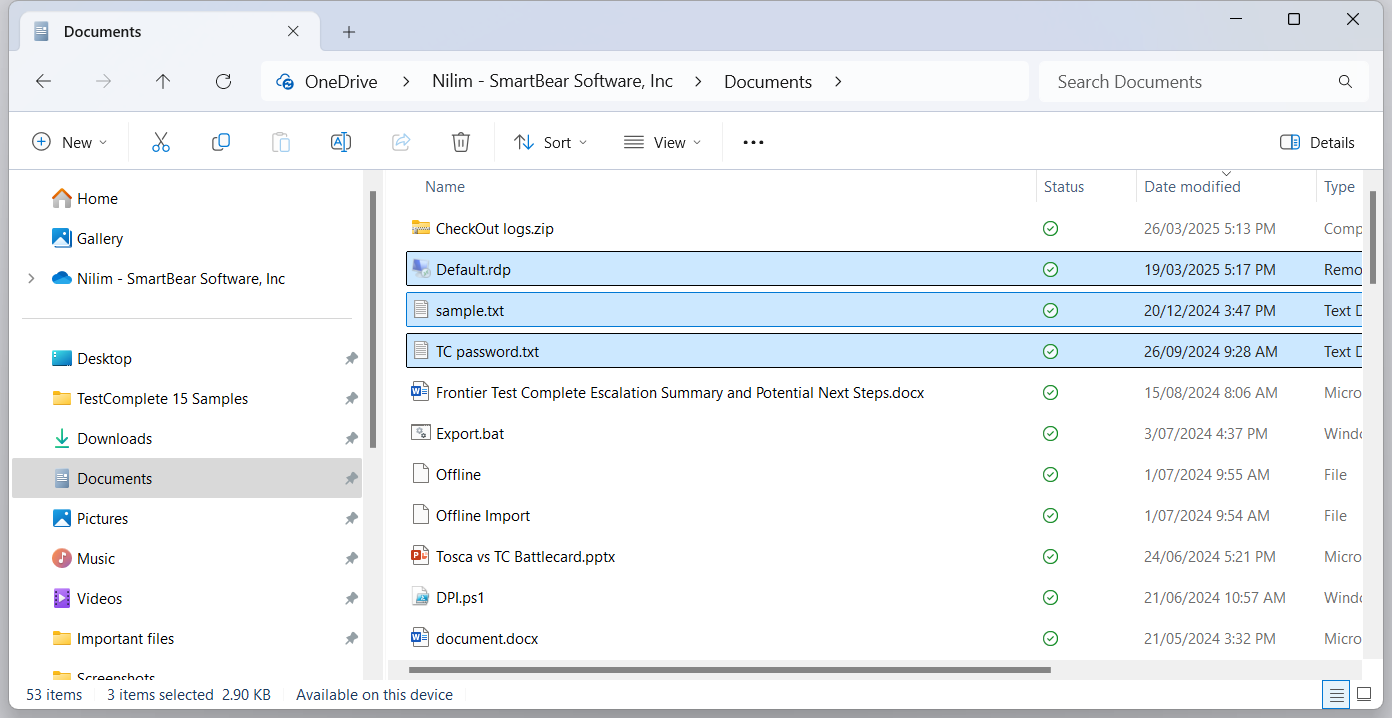 Documents
OneDrive > Nilim - SmartBear Software, Inc > Documents >
Search Documents
New
Sort
View
Details
Home
Gallery
Nilim - SmartBear Software, Inc
Desktop
TestComplete 15 Samples
Downloads
Documents
Pictures
Music
Videos
Important files
Screenshots
Name Status Date modified Type
CheckOut logs.zip 26/03/2025 5:13 PM Comp
Default.rdp 19/03/2025 5:17 PM Remo
sample.txt 20/12/2024 3:47 PM Text D
TC password.txt 26/09/2024 9:28 AM Text D
Frontier Test Complete Escalation Summary and Potential Next Steps.docx 15/08/2024 8:06 AM Micro
Export.bat 3/07/2024 4:37 PM Windo
Offline 1/07/2024 9:55 AM File
Offline Import 1/07/2024 9:54 AM File
Tosca vs TC Battlecard.pptx 24/06/2024 5:21 PM Micro
DPI.ps1 21/06/2024 10:57 AM Windo
document.docx 21/05/2024 3:32 PM Micro
53 items 3 items selected 2.90 KB Available on this device